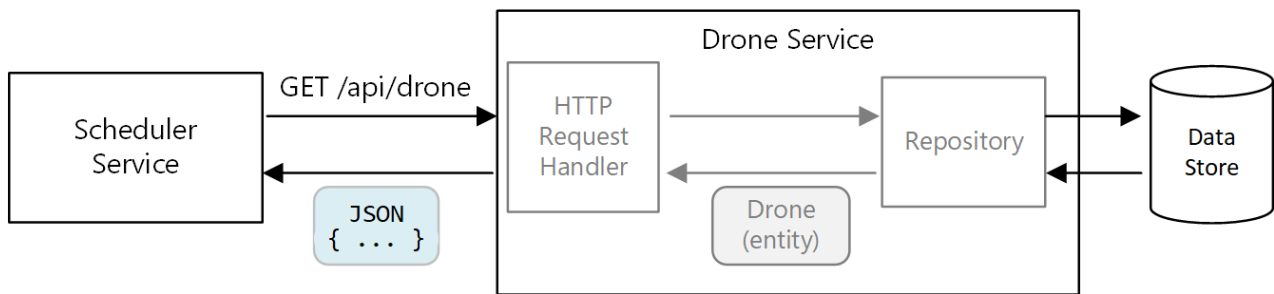 Drone Service
Scheduler
Service
GET /api/drone
JSON
{ ... }
HTTP
Request
Handler
Drone
(entity)
Repository
Data
Store